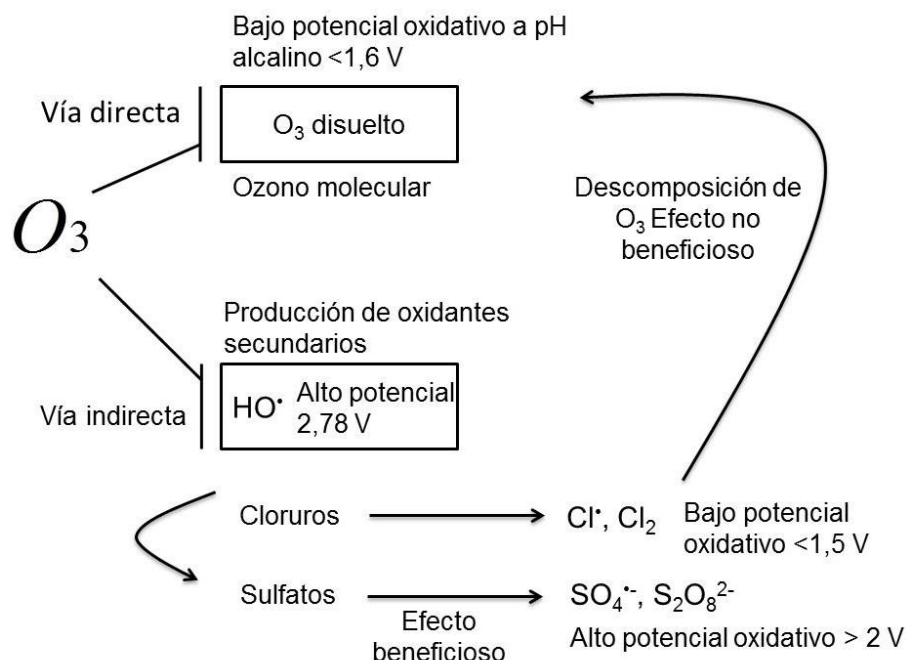 Bajo potencial oxidativo a pH
alcalino <1,6 V
Vía directa
O₃ disuelto
Ozono molecular
O₃
Descomposición de
O₃ Efecto no
beneficioso
Producción de oxidantes
secundarios
Vía indirecta
HO• Alto potencial
2,78 V
Cloruros
Cl•, Cl₂
Bajo potencial
oxidativo <1,5 V
Sulfatos
Efecto
beneficioso
SO₄•-, S₂O₈²-
Alto potencial oxidativo > 2 V